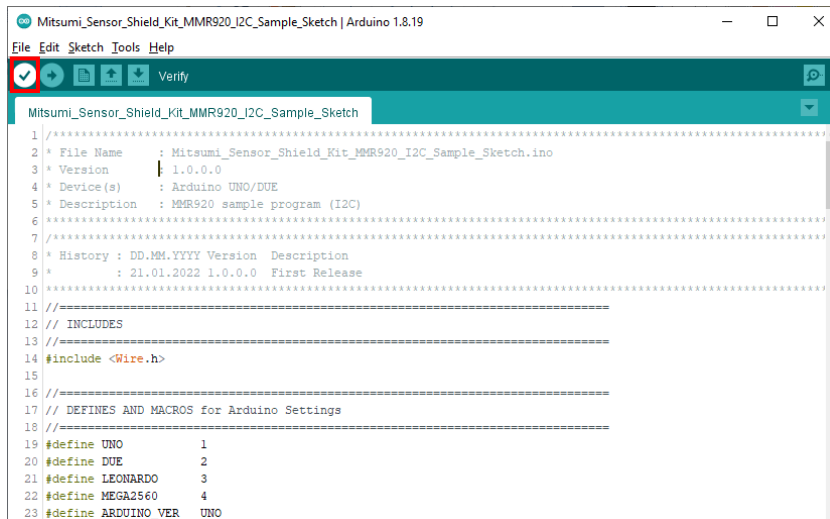 Mitsumi_Sensor_Shield_Kit_MMR920_I2C_Sample_Sketch | Arduino 1.8.19
File Edit Sketch Tools Help
Verify
Mitsumi_Sensor_Shield_Kit_MMR920_I2C_Sample_Sketch
1 /***************************************************************************************
2 * File Name : Mitsumi_Sensor_Shield_Kit_MMR920_I2C_Sample_Sketch.ino
3 * Version : 1.0.0.0
4 * Device(s) : Arduino UNO/DUE
5 * Description : MMR920 sample program (I2C)
6 ****************************************************************************************
7 /***************************************************************************************
8 * History : DD.MM.YYYY Version Description
9 * : 21.01.2022 1.0.0.0 First Release
10 ****************************************************************************************
11 //==============================================================================
12 // INCLUDES
13 //==============================================================================
14 #include <Wire.h>
15
16 //==============================================================================
17 // DEFINES AND MACROS for Arduino Settings
18 //==============================================================================
19 #define UNO 1
20 #define DUE 2
21 #define LEONARDO 3
22 #define MEGA2560 4
23 #define ARDUINO_VER UNO